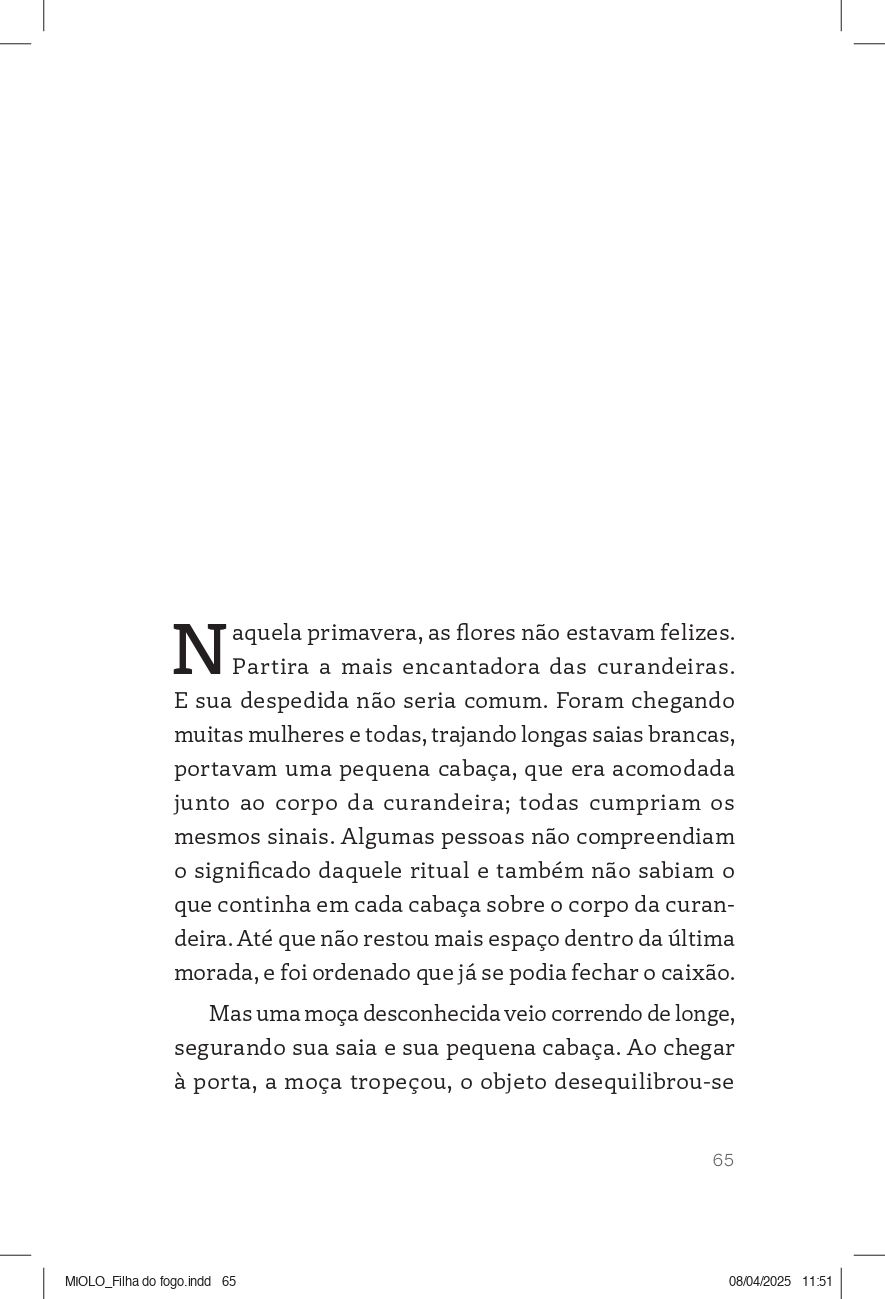 Naquela primavera, as flores não estavam felizes.
Partira a mais encantadora das curandeiras.
E sua despedida não seria comum. Foram chegando
muitas mulheres e todas, trajando longas saias brancas,
portavam uma pequena cabaça, que era acomodada
junto ao corpo da curandeira; todas cumpriam os
mesmos sinais. Algumas pessoas não compreendiam
o significado daquele ritual e também não sabiam o
que continha em cada cabaça sobre o corpo da curan-
deira. Até que não restou mais espaço dentro da última
morada, e foi ordenado que já se podia fechar o caixão.
Mas uma moça desconhecida veio correndo de longe,
segurando sua saia e sua pequena cabaça. Ao chegar
à porta, a moça tropeçou, o objeto desequilibrou-se
65
MIOLO_Filha do fogo.indd 65
08/04/2025 11:51